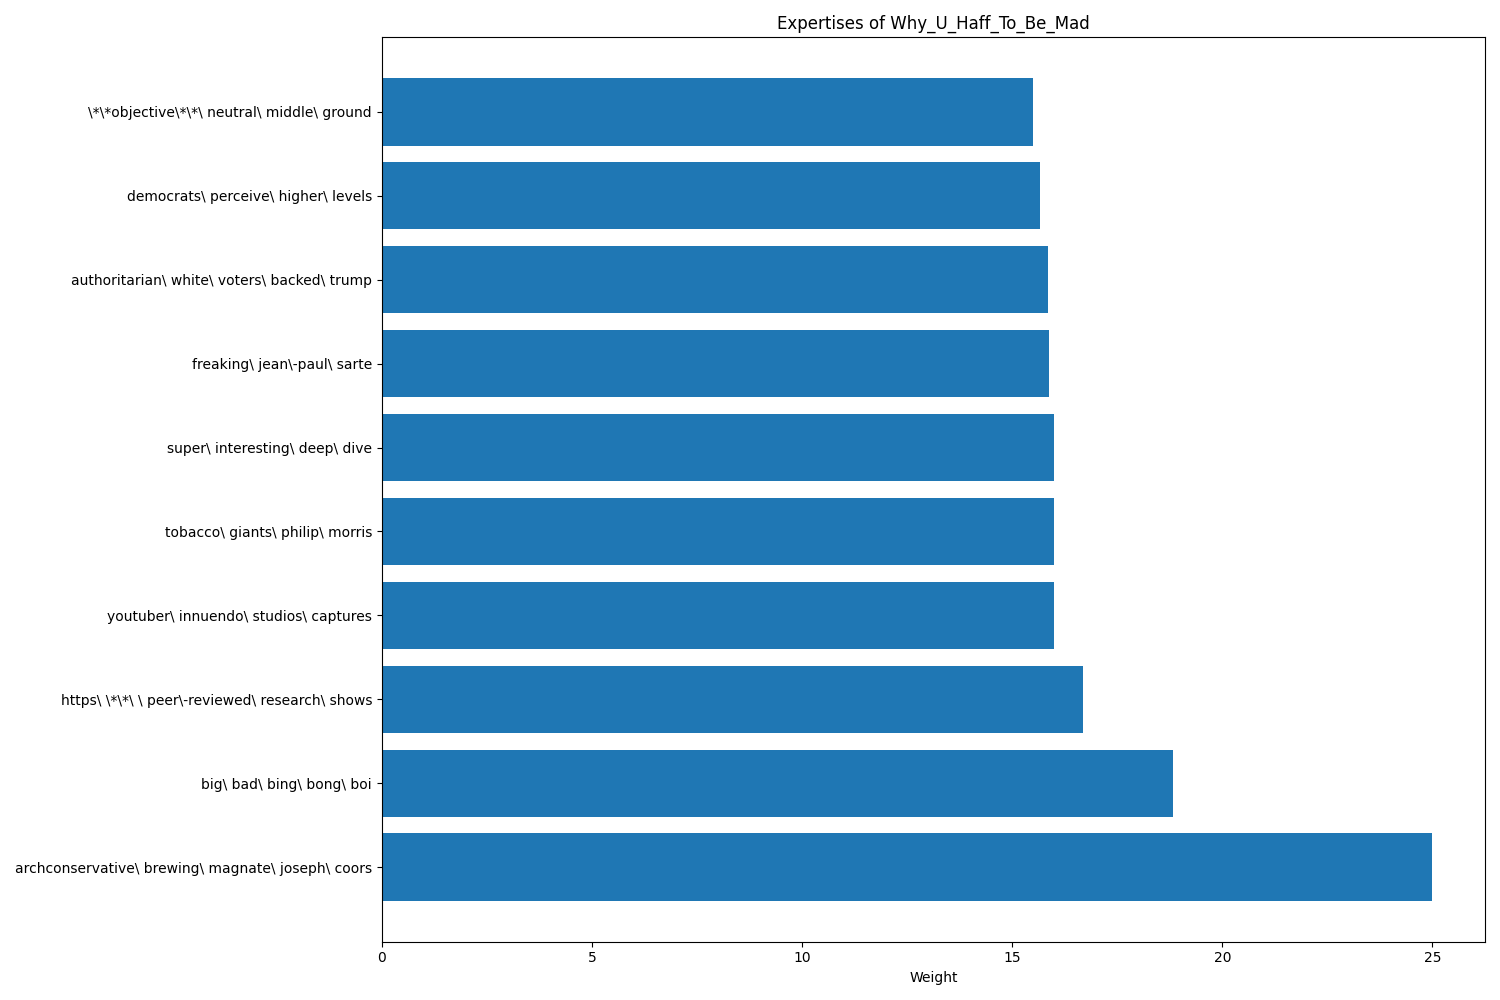 Expertises of Why_U_Haff_To_Be_Mad
\*\*objective\*\*\ neutral\ middle\ ground
democrats\ perceive\ higher\ levels
authoritarian\ white\ voters\ backed\ trump
freaking\ jean\-paul\ sarte
super\ interesting\ deep\ dive
tobacco\ giants\ philip\ morris
youtuber\ innuendo\ studios\ captures
https\ \*\*\ \ peer\-reviewed\ research\ shows
big\ bad\ bing\ bong\ boi
archconservative\ brewing\ magnate\ joseph\ coors
0 5 10 15 20 25
Weight